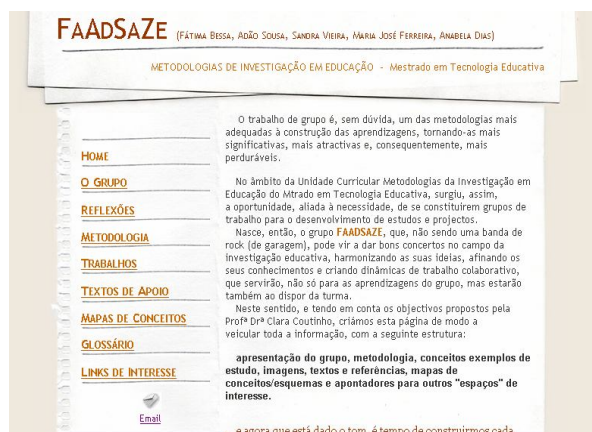 FaAdSaZe (Fátima Bessa, Adão Sousa, Sandra Vieira, Maria José Ferreira, Anabela Dias)
METODOLOGIAS DE INVESTIGAÇÃO EM EDUCAÇÃO - Mestrado em Tecnologia Educativa
Home
O Grupo
Reflexões
Metodologia
Trabalhos
Textos de Apoio
Mapas de Conceitos
Glossário
Links de Interesse
Email
O trabalho de grupo é, sem dúvida, um das metodologias mais
adequadas à construção das aprendizagens, tornando-as mais
significativas, mais atractivas e, consequentemente, mais
perduráveis.
No âmbito da Unidade Curricular Metodologias da Investigação em
Educação do Mtrado em Tecnologia Educativa, surgiu, assim,
a oportunidade, aliada à necessidade, de se constituirem grupos de
trabalho para o desenvolvimento de estudos e projectos.
Nasce, então, o grupo FAADSAZE, que, não sendo uma banda de
rock (de garagem), pode vir a dar bons concertos no campo da
investigação educativa, harmonizando as suas ideias, afinando os
seus conhecimentos e criando dinâmicas de trabalho colaborativo,
que servirão, não só para as aprendizagens do grupo, mas estarão
também ao dispor da turma.
Neste sentido, e tendo em conta os objectivos propostos pela
Profª Drª Clara Coutinho, criámos esta página de modo a
veicular toda a informação, com a seguinte estrutura:
apresentação do grupo, metodologia, conceitos exemplos de
estudo, imagens, textos e referências, mapas de
conceitos/esquemas e apontadores para outros "espaços" de
interesse.
e agora que está dado o tom, é tempo de construirmos cada